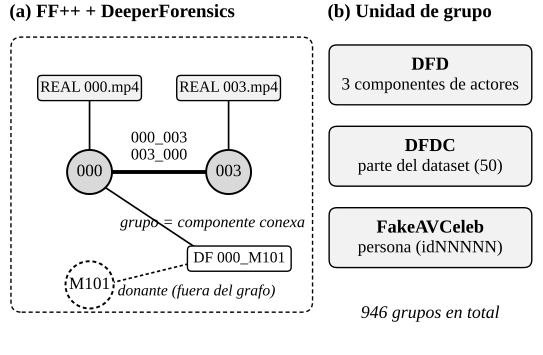 (a) FF++ + DeeperForensics
REAL 000.mp4
REAL 003.mp4
000_003
003_000
000
003
grupo = componente conexa
DF 000_M101
M101
donante (fuera del grafo)
(b) Unidad de grupo
DFD
3 componentes de actores
DFDC
parte del dataset (50)
FakeAVCeleb
persona (idNNNNN)
946 grupos en total